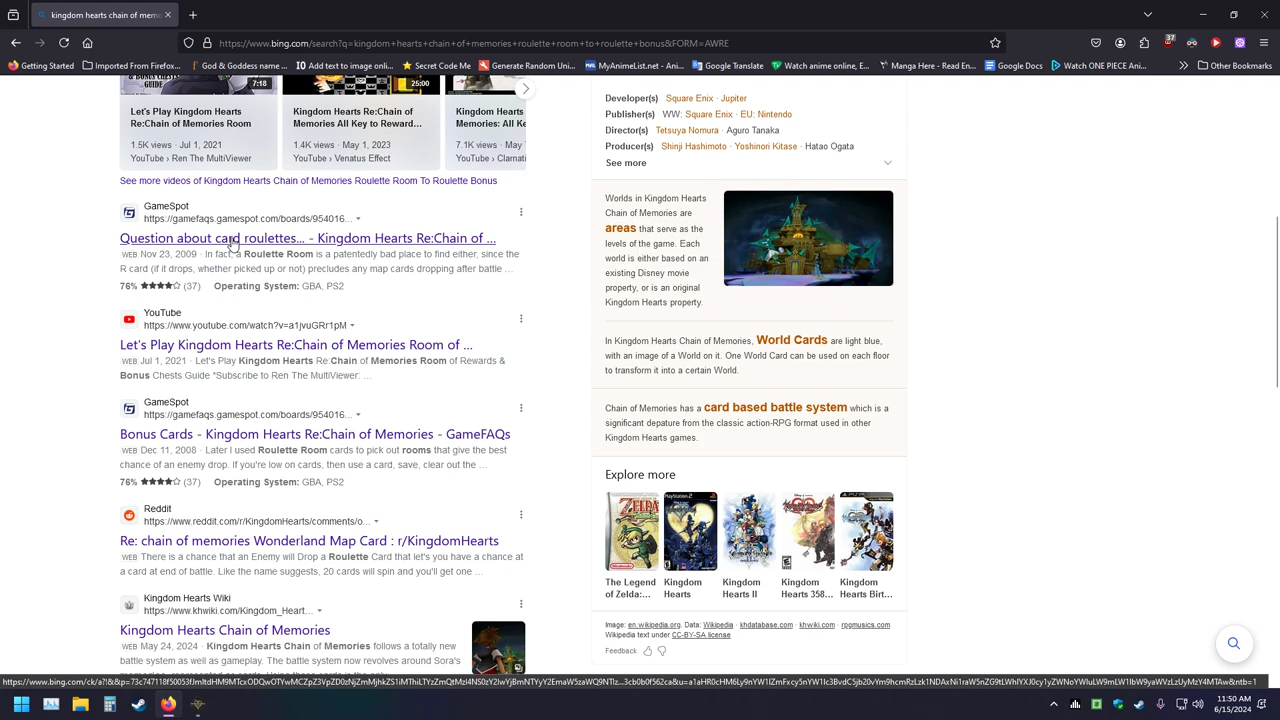 kingdom hearts chain of mem
https://www.bing.com/search?q=kingdom+hearts+chain+of+memories+roulette+room+to+roulette+bonus&FORM=AWRE
37
Getting Started
Imported From Firefox...
God & Goddess name ...
Add text to image onli...
Secret Code Me
Generate Random Uni...
MyAnimeList.net - Ani...
Google Translate
Watch anime online, E...
Manga Here - Read En...
Watch ONE PIECE Ani...
Other Bookmarks
7:18
25:00
Let's Play Kingdom Hearts
Re:Chain of Memories Room
1.5K views · Jul 1, 2021
YouTube › Ren The MultiViewer
Kingdom Hearts Re:Chain of
Memories All Key to Reward...
1.4K views · May 1, 2023
YouTube › Venatus Effect
Kingdom Hearts
Memories: All Ke
7.1K views · May
YouTube › Clarnati
See more videos of Kingdom Hearts Chain of Memories Roulette Room To Roulette Bonus
GameSpot
https://gamefaqs.gamespot.com/boards/954016...
Question about card roulettes... - Kingdom Hearts Re:Chain of ...
WEB Nov 23, 2009 · In fact, a Roulette Room is a patentedly bad place to find either, since the
R card (if it drops, whether picked up or not) precludes any map cards dropping after battle ...
76% (37) Operating System: GBA, PS2
YouTube
https://www.youtube.com/watch?v=a1jvuGRr1pM
Let's Play Kingdom Hearts Re:Chain of Memories Room of ...
WEB Jul 1, 2021 · Let's Play Kingdom Hearts Re:Chain of Memories Room of Rewards &
Bonus Chests Guide *Subscribe to Ren The MultiViewer: ...
GameSpot
https://gamefaqs.gamespot.com/boards/954016...
Bonus Cards - Kingdom Hearts Re:Chain of Memories - GameFAQs
WEB Dec 11, 2008 · Later I used Roulette Room cards to pick out rooms that give the best
chance of an enemy drop. If you're low on cards, then use a card, save, clear out the ...
76% (37) Operating System: GBA, PS2
Reddit
https://www.reddit.com/r/KingdomHearts/comments/o...
Re: chain of memories Wonderland Map Card : r/KingdomHearts
WEB There is a chance that an Enemy will Drop a Roulette Card that let's you have a chance at
a card at end of battle. Like the name suggests, 20 cards will spin and you'll get one ...
Kingdom Hearts Wiki
https://www.khwiki.com/Kingdom_Heart...
Kingdom Hearts Chain of Memories
WEB May 24, 2024 · Kingdom Hearts Chain of Memories follows a totally new
battle system as well as gameplay. The battle system now revolves around Sora's
Developer(s) Square Enix · Jupiter
Publisher(s) WW: Square Enix · EU: Nintendo
Director(s) Tetsuya Nomura · Aguro Tanaka
Producer(s) Shinji Hashimoto · Yoshinori Kitase · Hatao Ogata
See more
Worlds in Kingdom Hearts
Chain of Memories are
areas that serve as the
levels of the game. Each
world is either based on an
existing Disney movie
property, or is an original
Kingdom Hearts property.
In Kingdom Hearts Chain of Memories, World Cards are light blue,
with an image of a World on it. One World Card can be used on each floor
to transform it into a certain World.
Chain of Memories has a card based battle system which is a
significant depature from the classic action-RPG format used in other
Kingdom Hearts games.
Explore more
The Legend
of Zelda:...
Kingdom
Hearts
Kingdom
Hearts II
Kingdom
Hearts 358...
Kingdom
Hearts Birt...
Image: en.wikipedia.org. Data: Wikipedia · khdatabase.com · khwiki.com · rpgmusics.com
Wikipedia text under CC-BY-SA license
Feedback
11:50 AM
6/15/2024